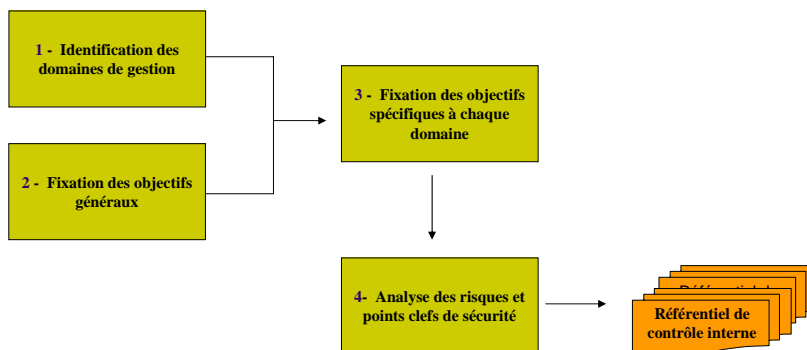 1 - Identification des
domaines de gestion
2 - Fixation des objectifs
généraux
3 - Fixation des objectifs
spécifiques à chaque
domaine
4- Analyse des risques et
points clefs de sécurité
Référentiel de
contrôle interne